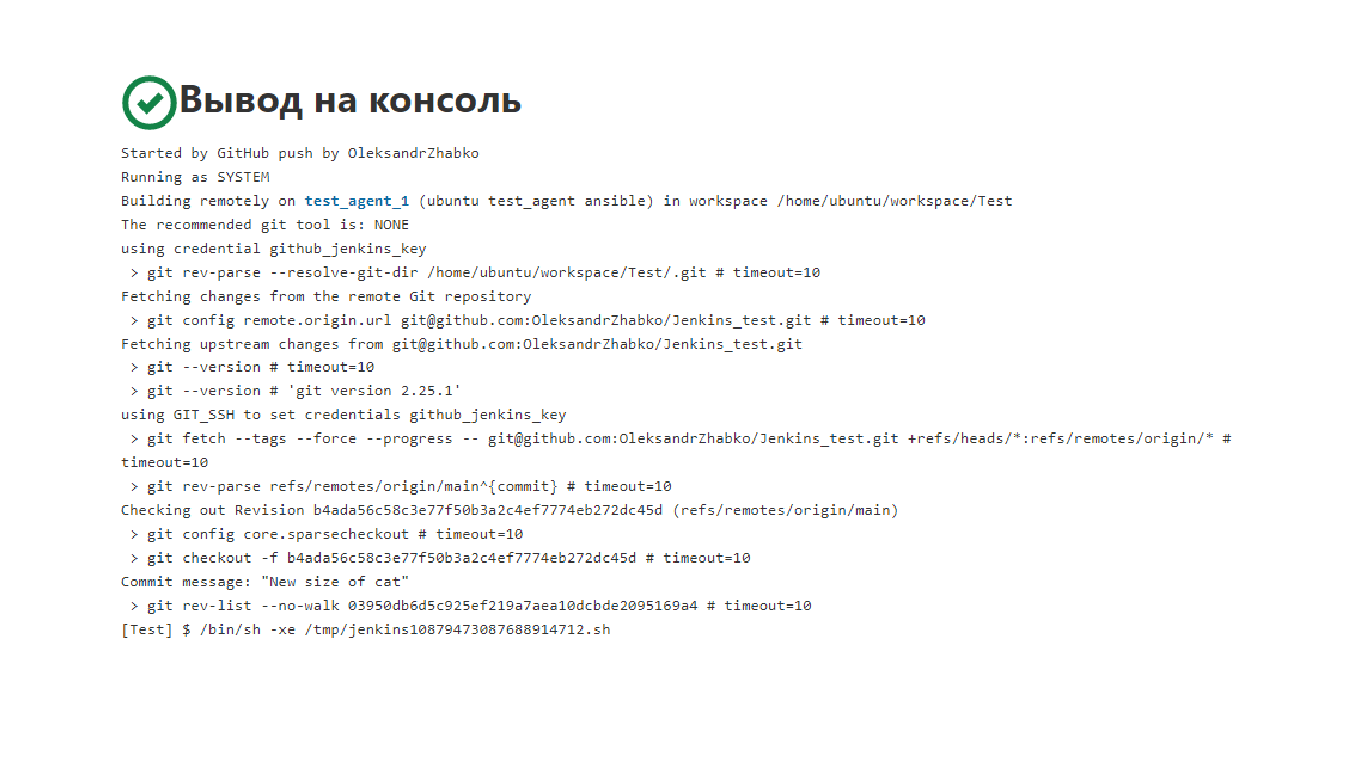 Вывод на консоль
Started by GitHub push by OleksandrZhabko
Running as SYSTEM
Building remotely on test_agent_1 (ubuntu test_agent ansible) in workspace /home/ubuntu/workspace/Test
The recommended git tool is: NONE
using credential github_jenkins_key
 > git rev-parse --resolve-git-dir /home/ubuntu/workspace/Test/.git # timeout=10
Fetching changes from the remote Git repository
 > git config remote.origin.url git@github.com:OleksandrZhabko/Jenkins_test.git # timeout=10
Fetching upstream changes from git@github.com:OleksandrZhabko/Jenkins_test.git
 > git --version # timeout=10
 > git --version # 'git version 2.25.1'
using GIT_SSH to set credentials github_jenkins_key
 > git fetch --tags --force --progress -- git@github.com:OleksandrZhabko/Jenkins_test.git +refs/heads/*:refs/remotes/origin/* #
timeout=10
 > git rev-parse refs/remotes/origin/main^{commit} # timeout=10
Checking out Revision b4ada56c58c3e77f50b3a2c4ef7774eb272dc45d (refs/remotes/origin/main)
 > git config core.sparsecheckout # timeout=10
 > git checkout -f b4ada56c58c3e77f50b3a2c4ef7774eb272dc45d # timeout=10
Commit message: "New size of cat"
 > git rev-list --no-walk 03950db6d5c925ef219a7aea10dcbde2095169a4 # timeout=10
[Test] $ /bin/sh -xe /tmp/jenkins10879473087688914712.sh